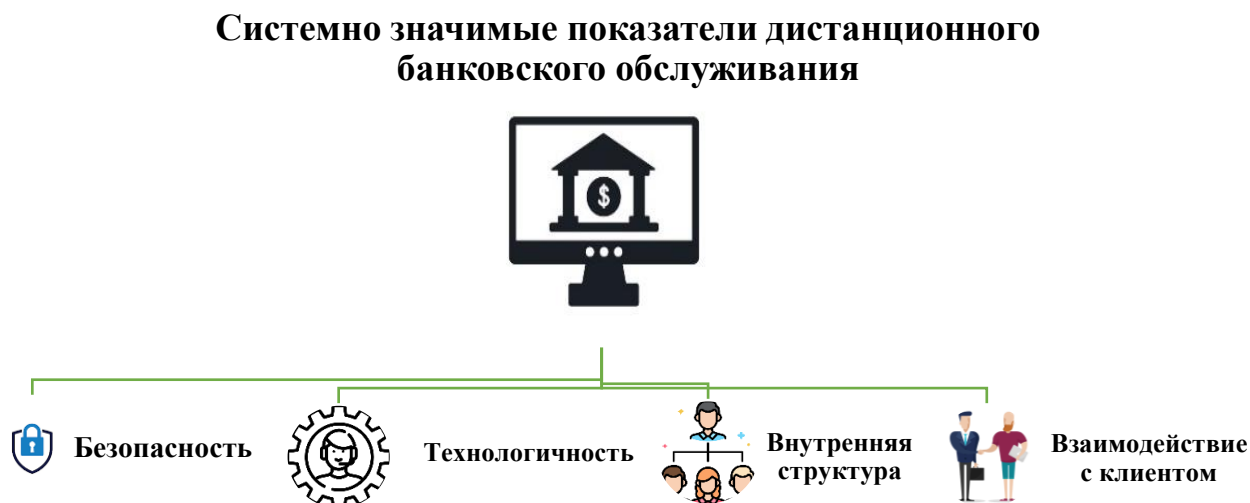 Системно значимые показатели дистанционного
банковского обслуживания
$
Безопасность
Технологичность
Внутренняя
структура
Взаимодействие
с клиентом